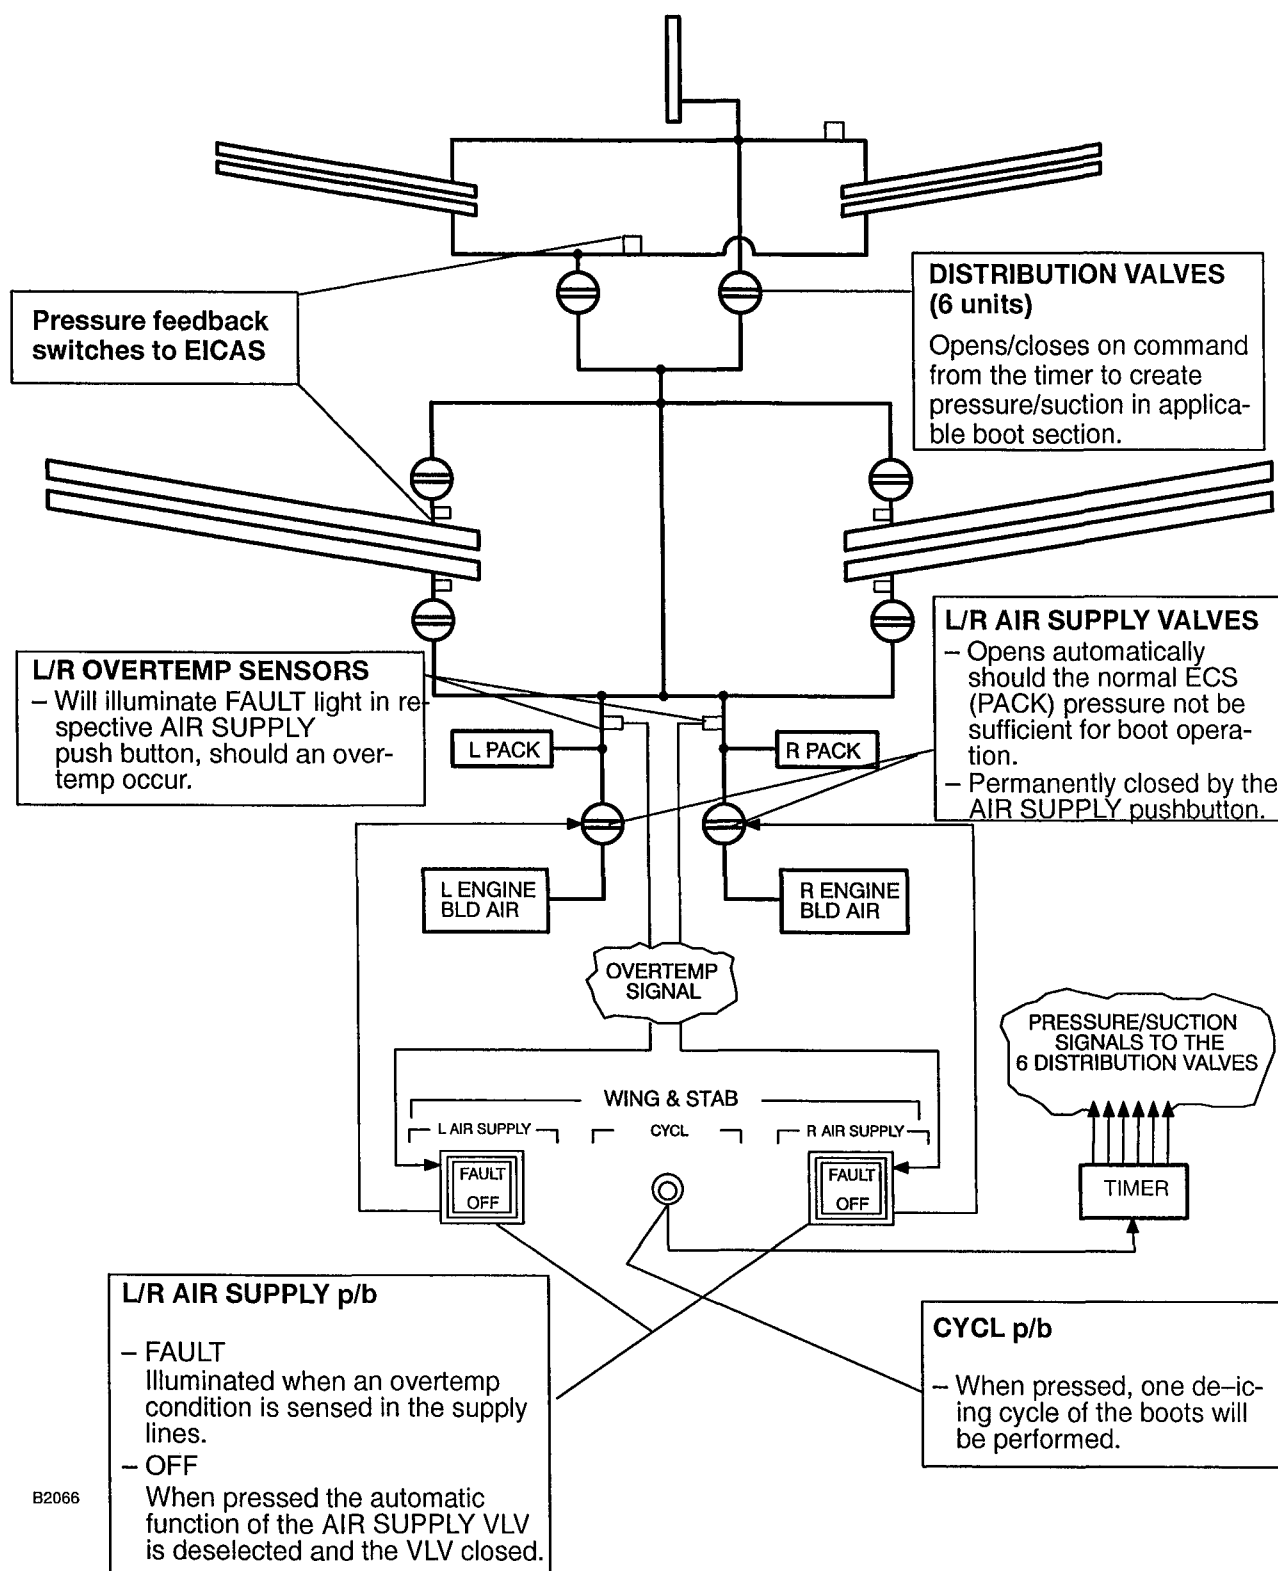 DISTRIBUTION VALVES
(6 units)
Opens/closes on command
from the timer to create
pressure/suction in applica-
ble boot section.
Pressure feedback
switches to EICAS
L/R AIR SUPPLY VALVES
– Opens automatically
should the normal ECS
(PACK) pressure not be
sufficient for boot opera-
tion.
– Permanently closed by the
AIR SUPPLY pushbutton.
L/R OVERTEMP SENSORS
– Will illuminate FAULT light in re-
spective AIR SUPPLY
push button, should an over-
temp occur.
L PACK
R PACK
L ENGINE
BLD AIR
R ENGINE
BLD AIR
OVERTEMP
SIGNAL
PRESSURE/SUCTION
SIGNALS TO THE
6 DISTRIBUTION VALVES
TIMER
WING & STAB
L AIR SUPPLY
CYCL
R AIR SUPPLY
FAULT
OFF
FAULT
OFF
L/R AIR SUPPLY p/b
– FAULT
Illuminated when an overtemp
condition is sensed in the supply
lines.
– OFF
When pressed the automatic
function of the AIR SUPPLY VLV
is deselected and the VLV closed.
CYCL p/b
– When pressed, one de–ic-
ing cycle of the boots will
be performed.
B2066